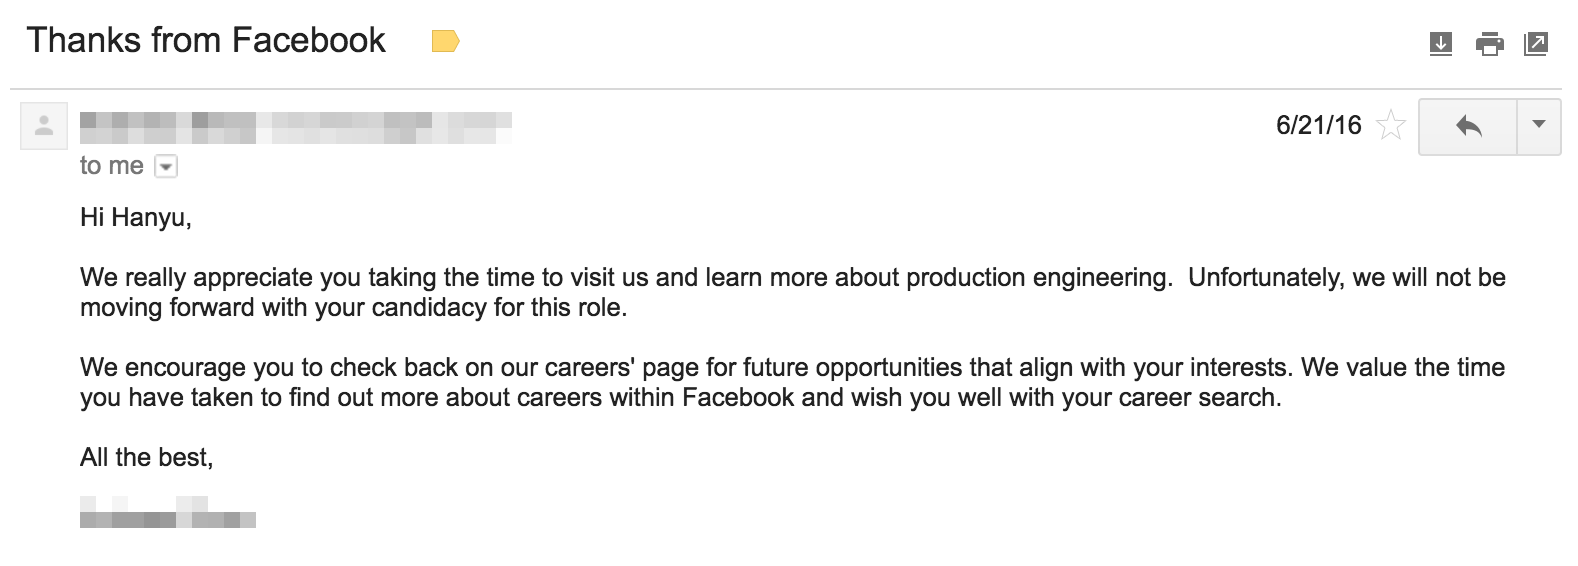 Thanks from Facebook
6/21/16
to me
Hi Hanyu,
We really appreciate you taking the time to visit us and learn more about production engineering.  Unfortunately, we will not be
moving forward with your candidacy for this role.
We encourage you to check back on our careers' page for future opportunities that align with your interests. We value the time
you have taken to find out more about careers within Facebook and wish you well with your career search.
All the best,